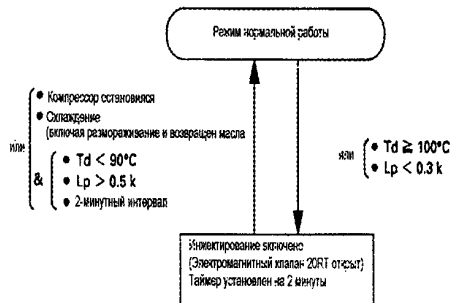 Режим нормальной работы
или
• Компрессор остановился
• Охлаждение
(включая размораживание и возвращен масла
&
• Td < 90°C
• Lp > 0.5 k
• 2-минутный интервал
или
• Td ≧ 100°C
• Lp < 0.3 k
Инжектирование включено
(Электромагнитный клапан 20RT открыт)
Таймер установлен на 2 минуты